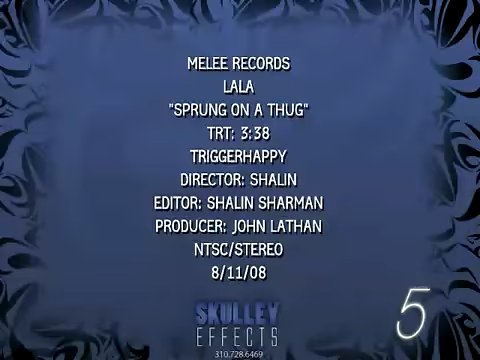 MELEE RECORDS
LALA
"SPRUNG ON A THUG"
TRT: 3:38
TRIGGERHAPPY
DIRECTOR: SHALIN
EDITOR: SHALIN SHARMAN
PRODUCER: JOHN LATHAN
NTSC/STEREO
8/11/08
SKULLEY
EFFECTS
310.728.6469
5